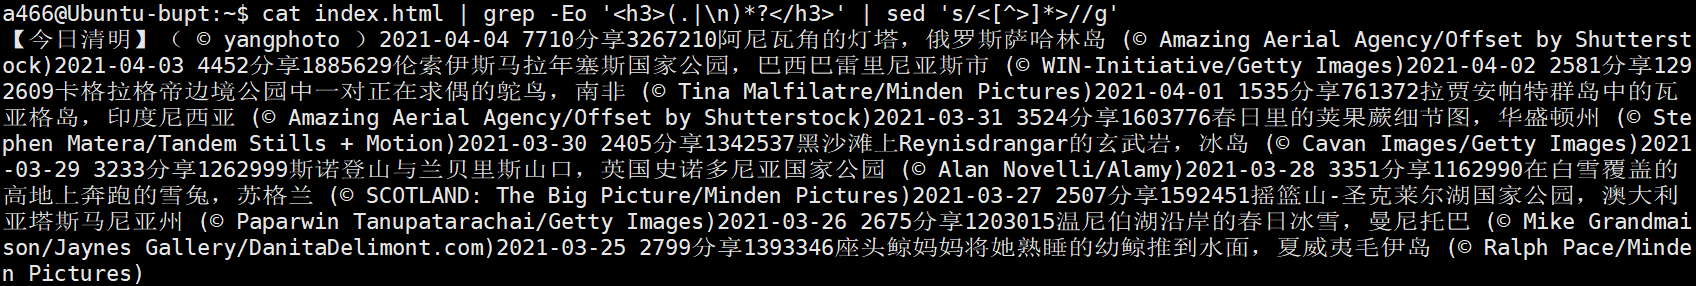 a466@Ubuntu-bupt:~$ cat index.html | grep -Eo '<h3>(.|\n)*?</h3>' | sed 's/<[^>]*>//g'
【今日清明】（ © yangphoto ）2021-04-04 7710分享3267210阿尼瓦角的灯塔，俄罗斯萨哈林岛 (© Amazing Aerial Agency/Offset by Shutterst
ock)2021-04-03 4452分享1885629伦索伊斯马拉年塞斯国家公园，巴西巴雷里尼亚斯市 (© WIN-Initiative/Getty Images)2021-04-02 2581分享129
2609卡格拉格帝边境公园中一对正在求偶的鸵鸟，南非 (© Tina Malfilatre/Minden Pictures)2021-04-01 1535分享761372拉贾安帕特群岛中的瓦
亚格岛，印度尼西亚 (© Amazing Aerial Agency/Offset by Shutterstock)2021-03-31 3524分享1603776春日里的荚果蕨细节图，华盛顿州 (© Ste
phen Matera/Tandem Stills + Motion)2021-03-30 2405分享1342537黑沙滩上Reynisdrangar的玄武岩，冰岛 (© Cavan Images/Getty Images)2021
-03-29 3233分享1262999斯诺登山与兰贝里斯山口，英国史诺多尼亚国家公园 (© Alan Novelli/Alamy)2021-03-28 3351分享1162990在白雪覆盖的
高地上奔跑的雪兔，苏格兰 (© SCOTLAND: The Big Picture/Minden Pictures)2021-03-27 2507分享1592451摇篮山-圣克莱尔湖国家公园，澳大利
亚塔斯马尼亚州 (© Paparwin Tanupatarachai/Getty Images)2021-03-26 2675分享1203015温尼伯湖沿岸的春日冰雪，曼尼托巴 (© Mike Grandmai
son/Jaynes Gallery/DanitaDelimont.com)2021-03-25 2799分享1393346座头鲸妈妈将她熟睡的幼鲸推到水面，夏威夷毛伊岛 (© Ralph Pace/Minde
n Pictures)